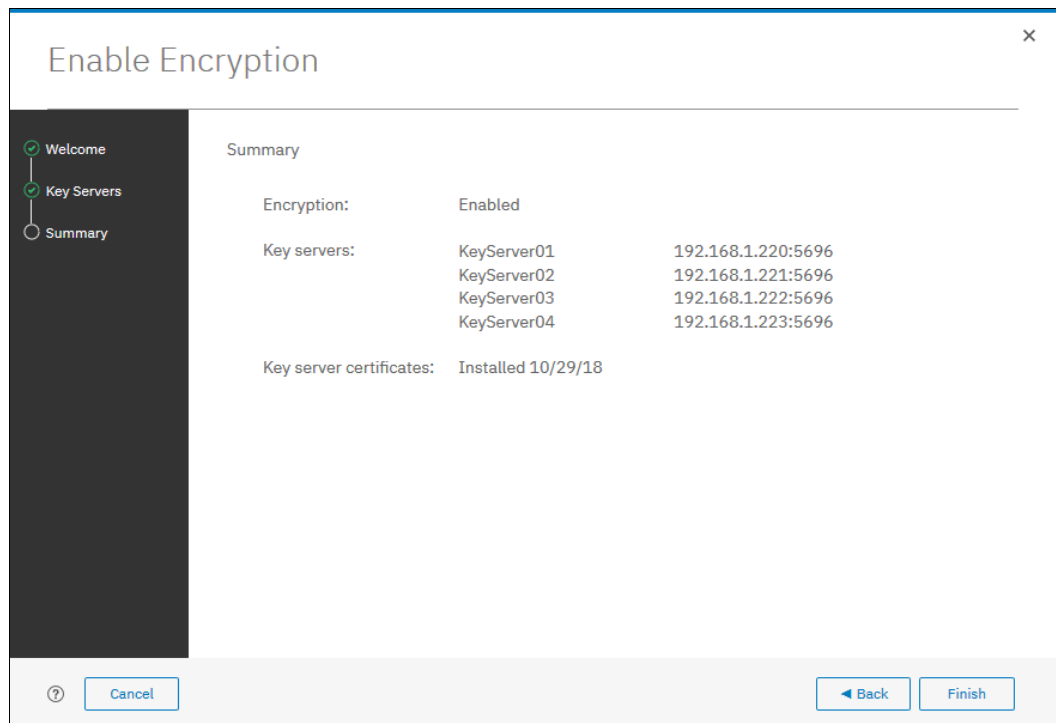 Enable Encryption
×
Welcome
Key Servers
Summary
Summary
Encryption: Enabled
Key servers: KeyServer01 192.168.1.220:5696
KeyServer02 192.168.1.221:5696
KeyServer03 192.168.1.222:5696
KeyServer04 192.168.1.223:5696
Key server certificates: Installed 10/29/18
? Cancel ◄ Back Finish